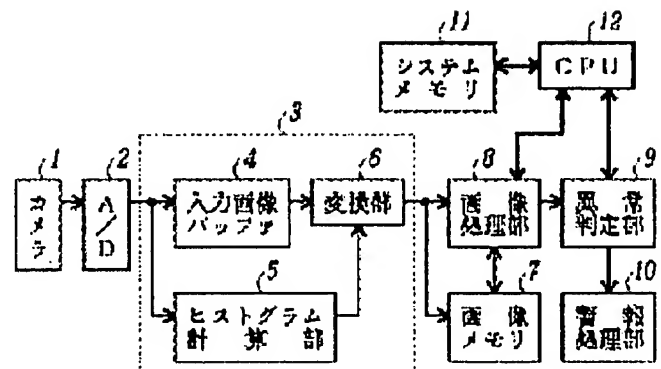 11
12
システム
メモリ
CPU
3
1
2
4
6
8
9
カメラ
A/D
入力画像
バッファ
変換部
画像
処理部
異常
判定部
5
7
10
ヒストグラム
計算部
画像
メモリ
警報
処理部